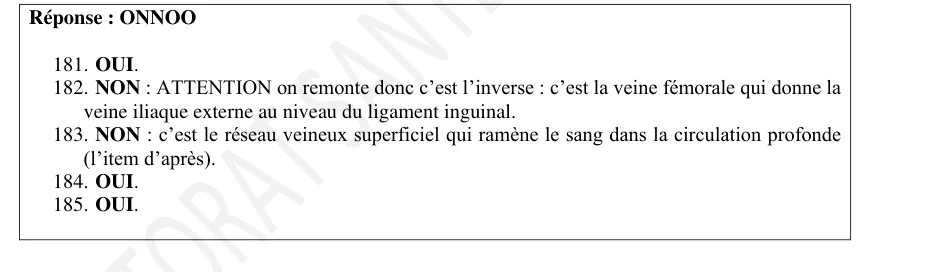 Réponse : ONNOO
181. OUI.
182. NON : ATTENTION on remonte donc c’est l’inverse : c’est la veine fémorale qui donne la
veine iliaque externe au niveau du ligament inguinal.
183. NON : c’est le réseau veineux superficiel qui ramène le sang dans la circulation profonde
(l’item d’après).
184. OUI.
185. OUI.
TORAT SANTÉ